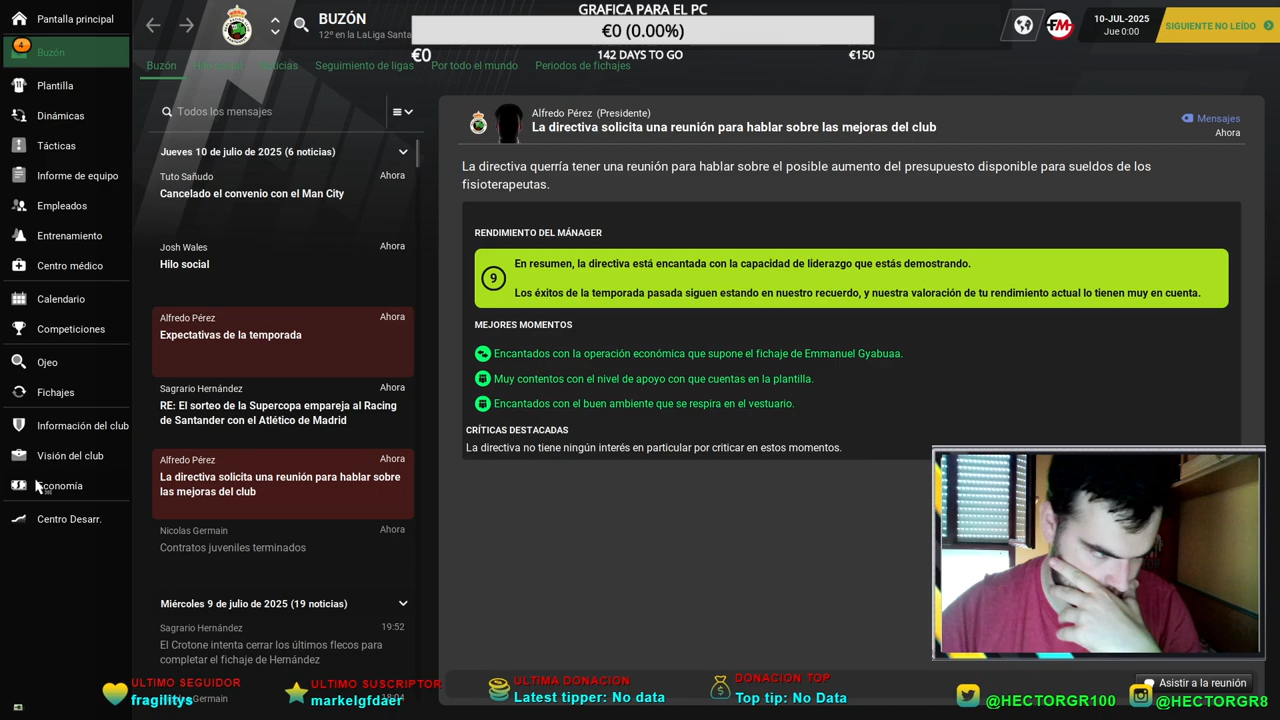 GRAFICA PARA EL PC
€0 (0.00%)
€0
142 DAYS TO GO
€150
Pantalla principal
4
Buzón
Plantilla
Dinámicas
Tácticas
Informe de equipo
Empleados
Entrenamiento
Centro médico
Calendario
Competiciones
Ojeo
Fichajes
Información del club
Visión del club
Economía
Centro Desarr.
BUZÓN
12º en la LaLiga Santa
10-JUL-2025
Jue 0:00
SIGUIENTE NO LEÍDO
FM
Buzón
Noticias
Seguimiento de ligas
Por todo el mundo
Periodos de fichajes
Todos los mensajes
Jueves 10 de julio de 2025 (6 noticias)
Tuto Sañudo
Ahora
Cancelado el convenio con el Man City
Josh Wales
Ahora
Hilo social
Alfredo Pérez
Ahora
Expectativas de la temporada
Sagrario Hernández
Ahora
RE: El sorteo de la Supercopa empareja al Racing
de Santander con el Atlético de Madrid
Alfredo Pérez
Ahora
La directiva solicita una reunión para hablar sobre
las mejoras del club
Nicolas Germain
Ahora
Contratos juveniles terminados
Miércoles 9 de julio de 2025 (19 noticias)
Sagrario Hernández
19:52
El Crotone intenta cerrar los últimos flecos para
completar el fichaje de Hernández
Alfredo Pérez (Presidente)
La directiva solicita una reunión para hablar sobre las mejoras del club
Mensajes
Ahora
La directiva querría tener una reunión para hablar sobre el posible aumento del presupuesto disponible para sueldos de los
fisioterapeutas.
RENDIMIENTO DEL MÁNAGER
9
En resumen, la directiva está encantada con la capacidad de liderazgo que estás demostrando.
Los éxitos de la temporada pasada siguen estando en nuestro recuerdo, y nuestra valoración de tu rendimiento actual lo tienen muy en cuenta.
MEJORES MOMENTOS
Encantados con la operación económica que supone el fichaje de Emmanuel Gyabuaa.
Muy contentos con el nivel de apoyo con que cuentas en la plantilla.
Encantados con el buen ambiente que se respira en el vestuario.
CRÍTICAS DESTACADAS
La directiva no tiene ningún interés en particular por criticar en estos momentos.
Asistir a la reunión
ULTIMO SEGUIDOR
fragilitys
ULTIMO SUSCRIPTOR
markelgfdaer
ULTIMA DONACION
Latest tipper: No data
DONACION TOP
Top tip: No Data
@HECTORGR100
@HECTORGR8